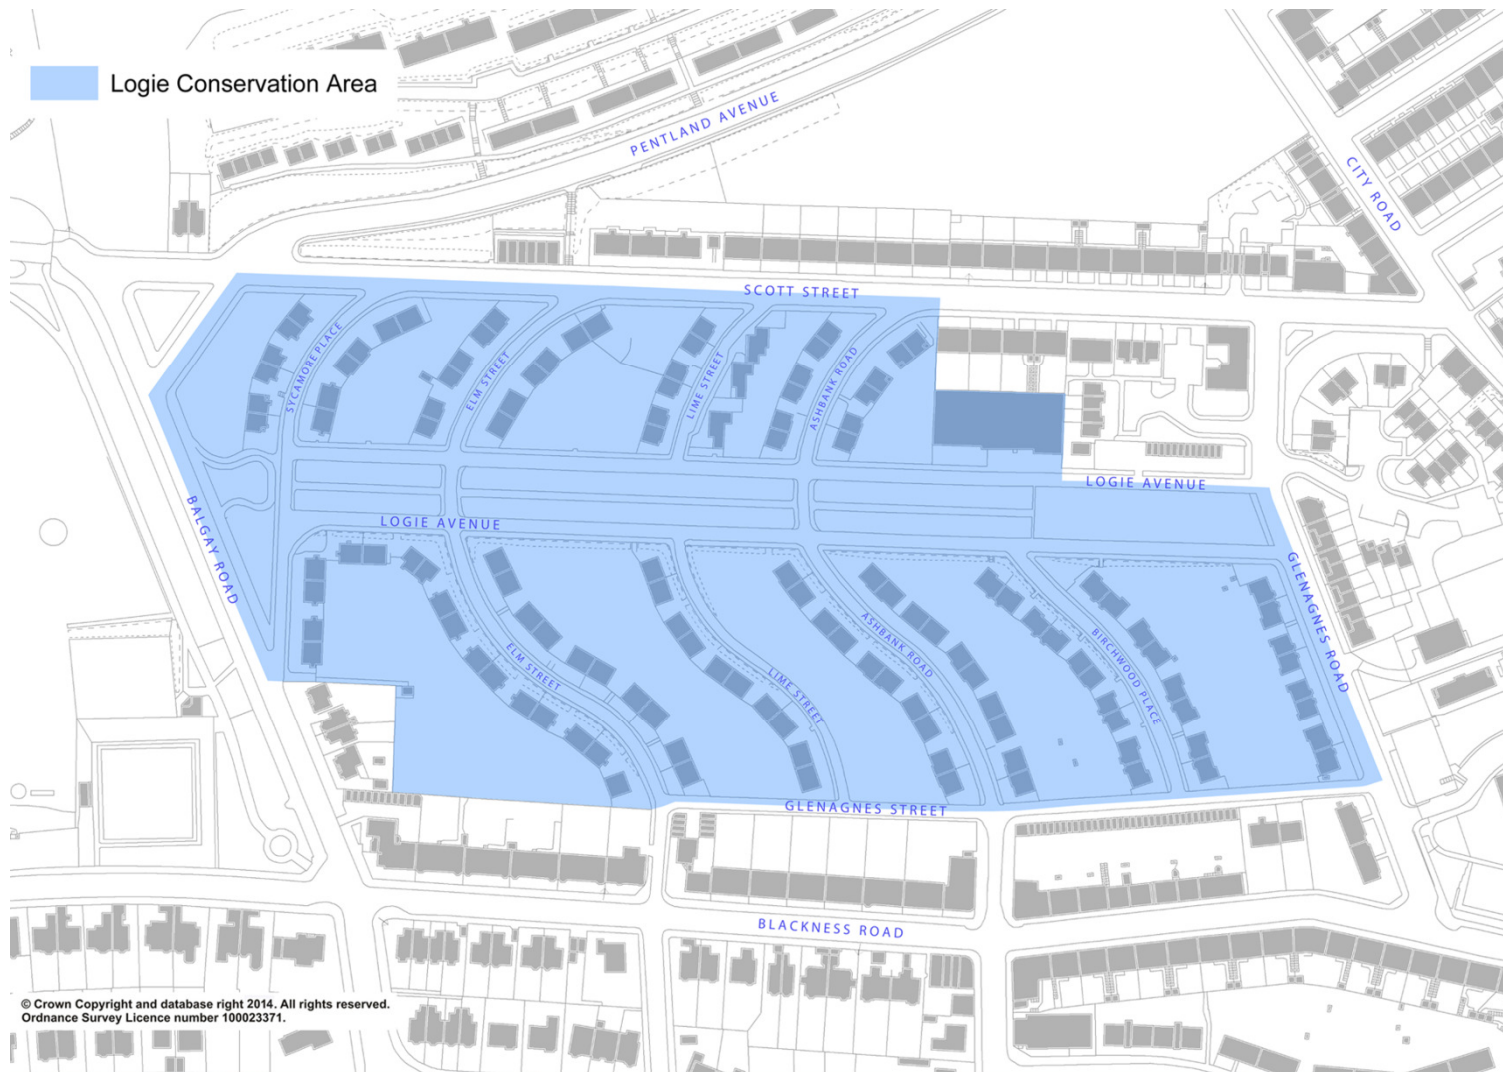 Logie Conservation Area
PENTLAND AVENUE
CITY ROAD
SCOTT STREET
SYCAMORE PLACE
ELM STREET
LIME STREET
ASHBANK ROAD
LOGIE AVENUE
LOGIE AVENUE
BALGAY ROAD
GLENAGNES ROAD
ELM STREET
LIME STREET
ASHBANK ROAD
BIRCHWOOD PLACE
GLENAGNES STREET
BLACKNESS ROAD
© Crown Copyright and database right 2014. All rights reserved.
Ordnance Survey Licence number 100023371.